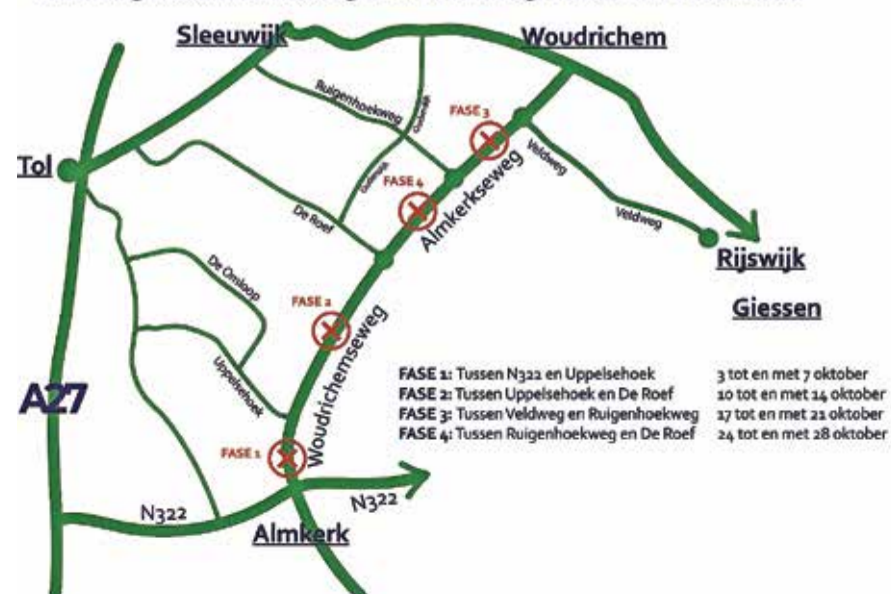 Sleeuwijk
Woudrichem
Ruigenhoekweg
FASE 3
Tol
FASE 4
Almkerkseweg
Veldweg
De Roef
Veldweg
Rijswijk
De Omloop
Giessen
FASE 2
Woudrichemseweg
Uppelsehoek
A27
FASE 1: Tussen N322 en Uppelsehoek 3 tot en met 7 oktober
FASE 2: Tussen Uppelsehoek en De Roef 10 tot en met 14 oktober
FASE 3: Tussen Veldweg en Ruigenhoekweg 17 tot en met 21 oktober
FASE 4: Tussen Ruigenhoekweg en De Roef 24 tot en met 28 oktober
FASE 1
N322
N322
Almkerk